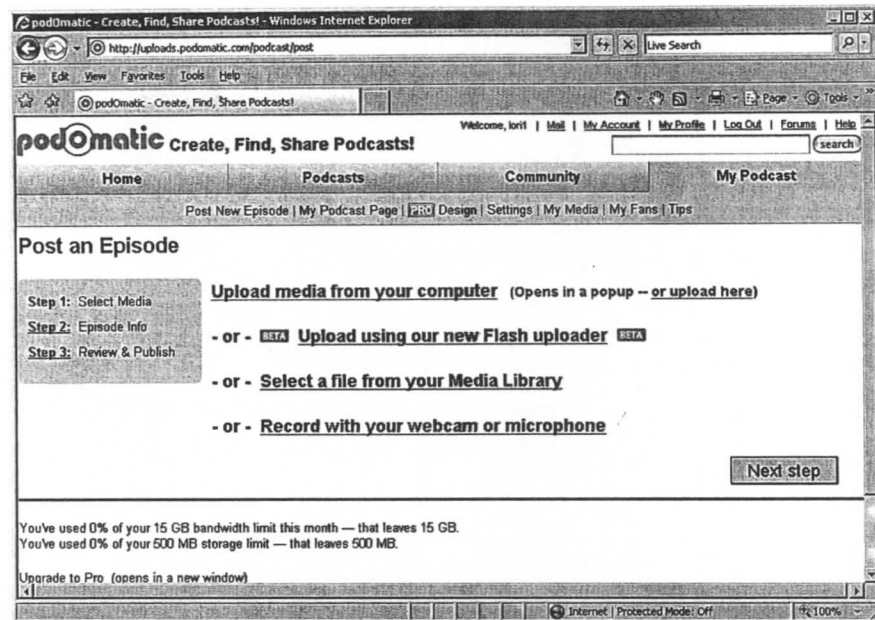 podOmatic - Create, Find, Share Podcasts! - Windows Internet Explorer
http://uploads.podomatic.com/podcast/post
Live Search
File Edit View Favorites Tools Help
podOmatic - Create, Find, Share Podcasts!
Page - Tools -
Welcome, lori1 | Mail | My Account | My Profile | Log Out | Forums | Help
podOmatic Create, Find, Share Podcasts!
search
Home Podcasts Community My Podcast
Post New Episode | My Podcast Page | PRO Design | Settings | My Media | My Fans | Tips
Post an Episode
Step 1: Select Media
Step 2: Episode Info
Step 3: Review & Publish
Upload media from your computer (Opens in a popup -- or upload here)
- or - BETA Upload using our new Flash uploader BETA
- or - Select a file from your Media Library
- or - Record with your webcam or microphone
Next step
You've used 0% of your 15 GB bandwidth limit this month — that leaves 15 GB.
You've used 0% of your 500 MB storage limit — that leaves 500 MB.
Upgrade to Pro (opens in a new window)
Internet | Protected Mode: Off
100%